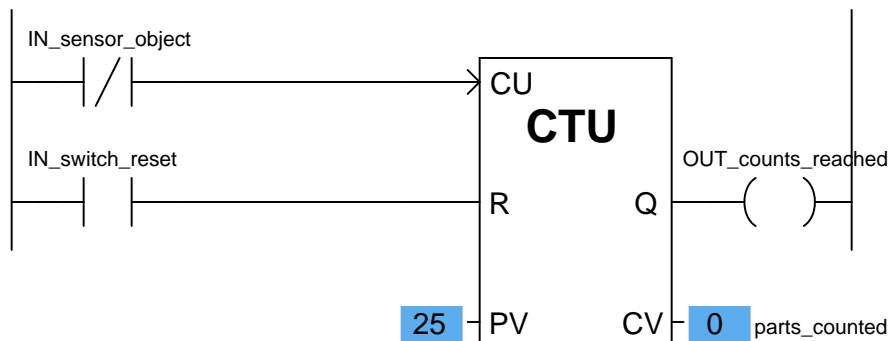 IN_sensor_object
CU
CTU
IN_switch_reset
OUT_counts_reached
R Q
25 PV CV 0 parts_counted